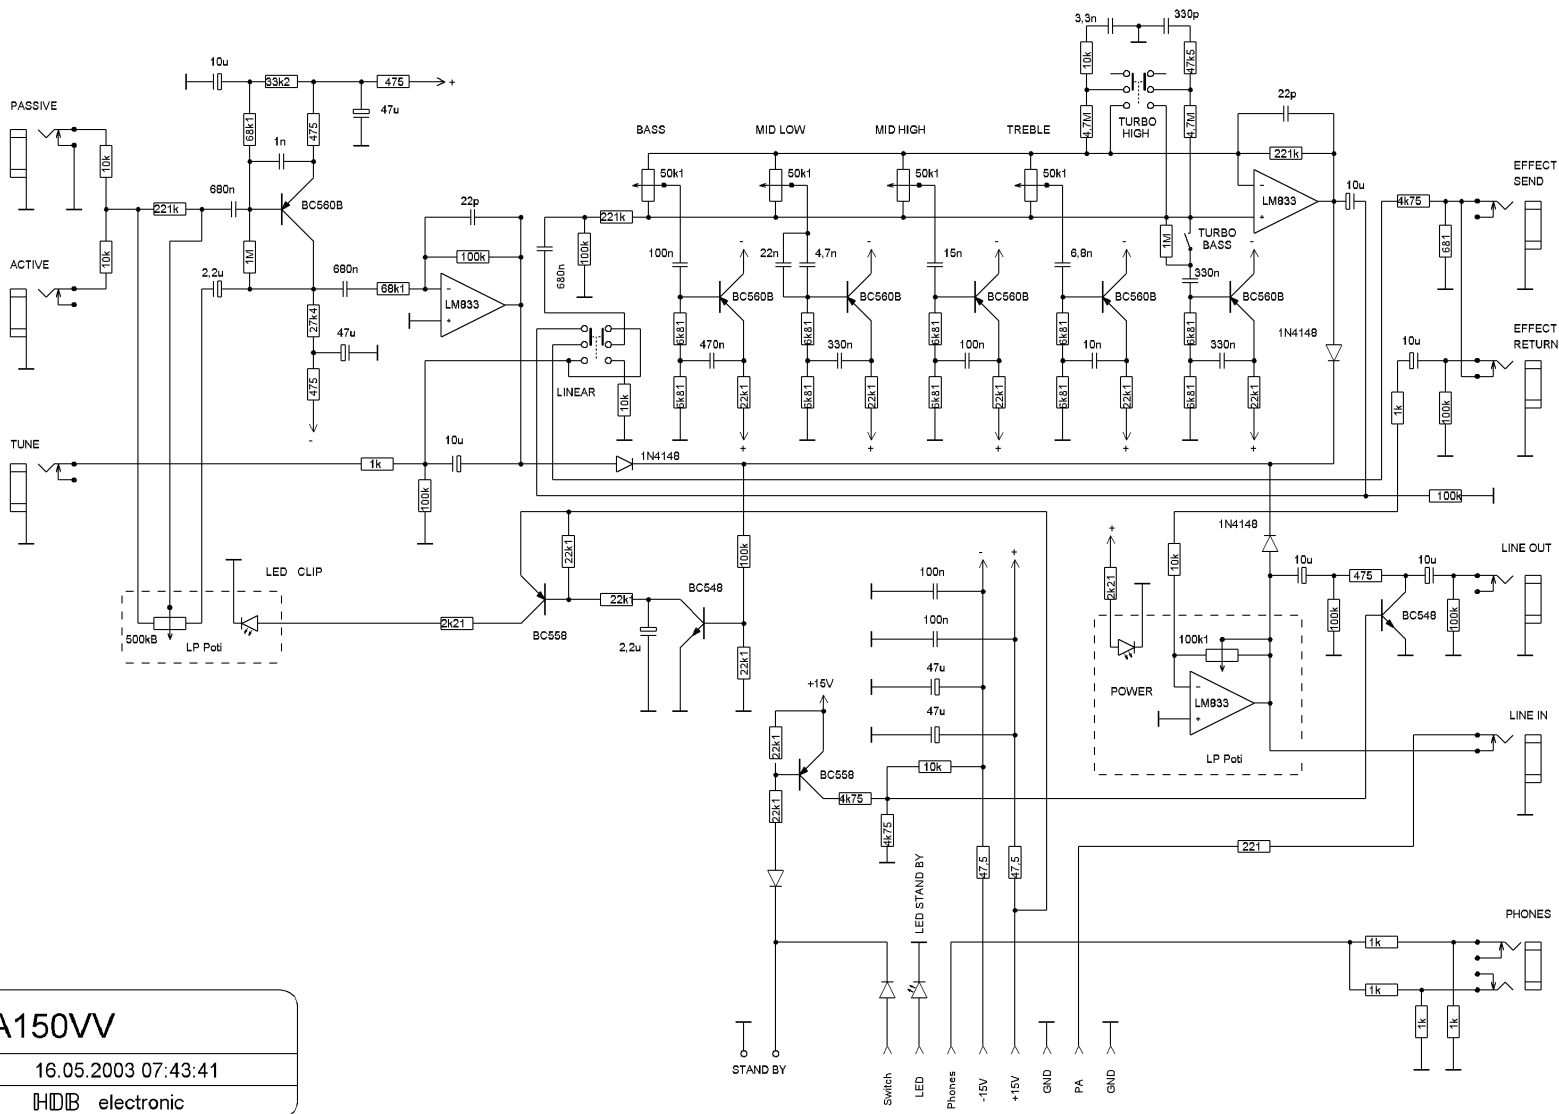 3,3n 330p
10k 47k5
10u 33k2 475 +
47u
PASSIVE
68k1 475
1n
4,7M TURBO HIGH 4,7M
22p
BASS MID LOW MID HIGH TREBLE
221k
10k
680n
221k
BC560B
50k1 50k1 50k1 50k1
-
LM833
+
10u
4k75
EFFECT SEND
681
22p
221k
100k
680n
1M
TURBO BASS
ACTIVE
10k
2,2u
1M
680n
68k1
100k
-
LM833
+
100n 22n 4,7n 15n 6,8n 330n
- - - - -
BC560B BC560B BC560B BC560B BC560B
27k4
47u
475
-
6k81 6k81 6k81 6k81 6k81
470n 330n 100n 10n 330n
6k81 22k1 6k81 22k1 6k81 22k1 6k81 22k1 6k81 22k1
+ + + + +
LINEAR
10k
1N4148
10u
EFFECT RETURN
1k
100k
TUNE
1k
10u
100k
1N4148
100k
1N4148
LED CLIP
22k1
22k1
BC548
100k
BC558
2,2u
22k1
2k21
500kB
LP Poti
- +
100n
100n
47u
47u
+
2k21
POWER
10k
100k1
-
LM833
+
LP Poti
10u 475 10u
100k
BC548
100k
LINE OUT
LINE IN
+15V
22k1
BC558
22k1
4k75
10k
4k75
47,5 47,5
221
LED STAND BY
PHONES
1k
1k
1k 1k
STAND BY
Switch
LED
Phones
-15V
+15V
GND
PA
GND
A150VV
16.05.2003 07:43:41
HDB electronic